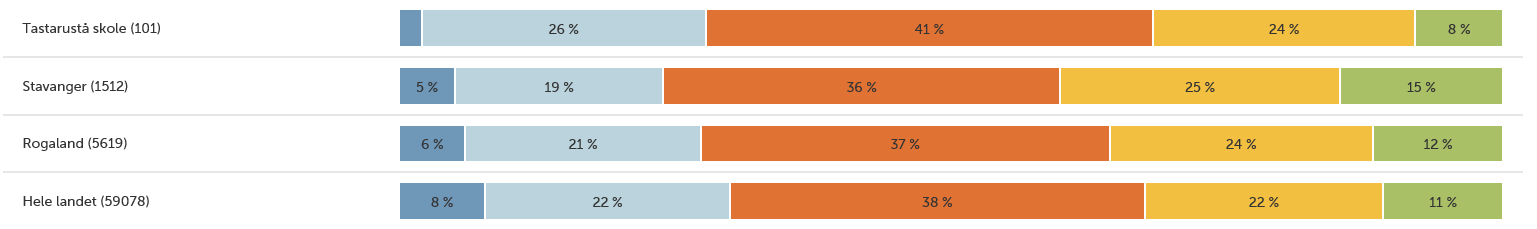 Tastarustå skole (101) 26 % 41 % 24 % 8 %
Stavanger (1512) 5 % 19 % 36 % 25 % 15 %
Rogaland (5619) 6 % 21 % 37 % 24 % 12 %
Hele landet (59078) 8 % 22 % 38 % 22 % 11 %